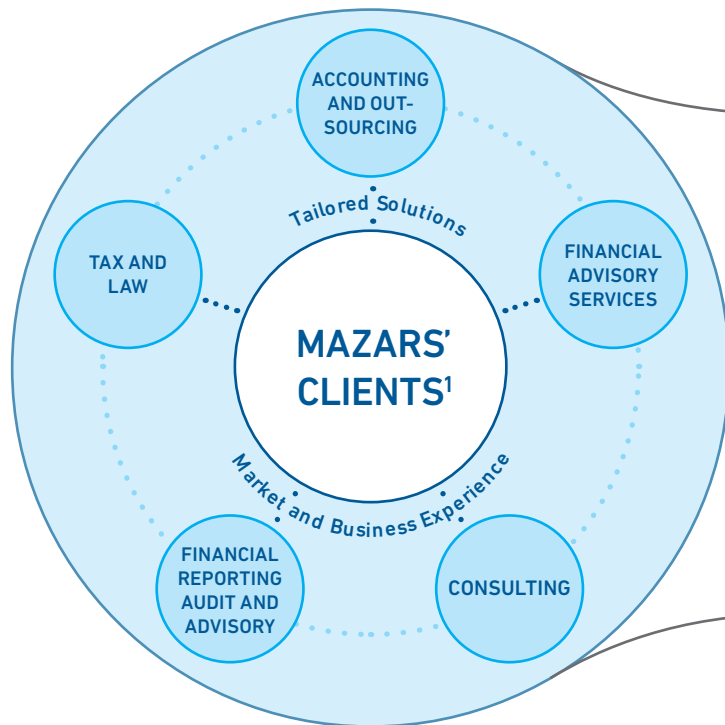 ACCOUNTING
AND OUT-
SOURCING
Tailored Solutions
TAX AND
LAW
FINANCIAL
ADVISORY
SERVICES
MAZARS’
CLIENTS¹
Market and Business Experience
FINANCIAL
REPORTING
AUDIT AND
ADVISORY
CONSULTING